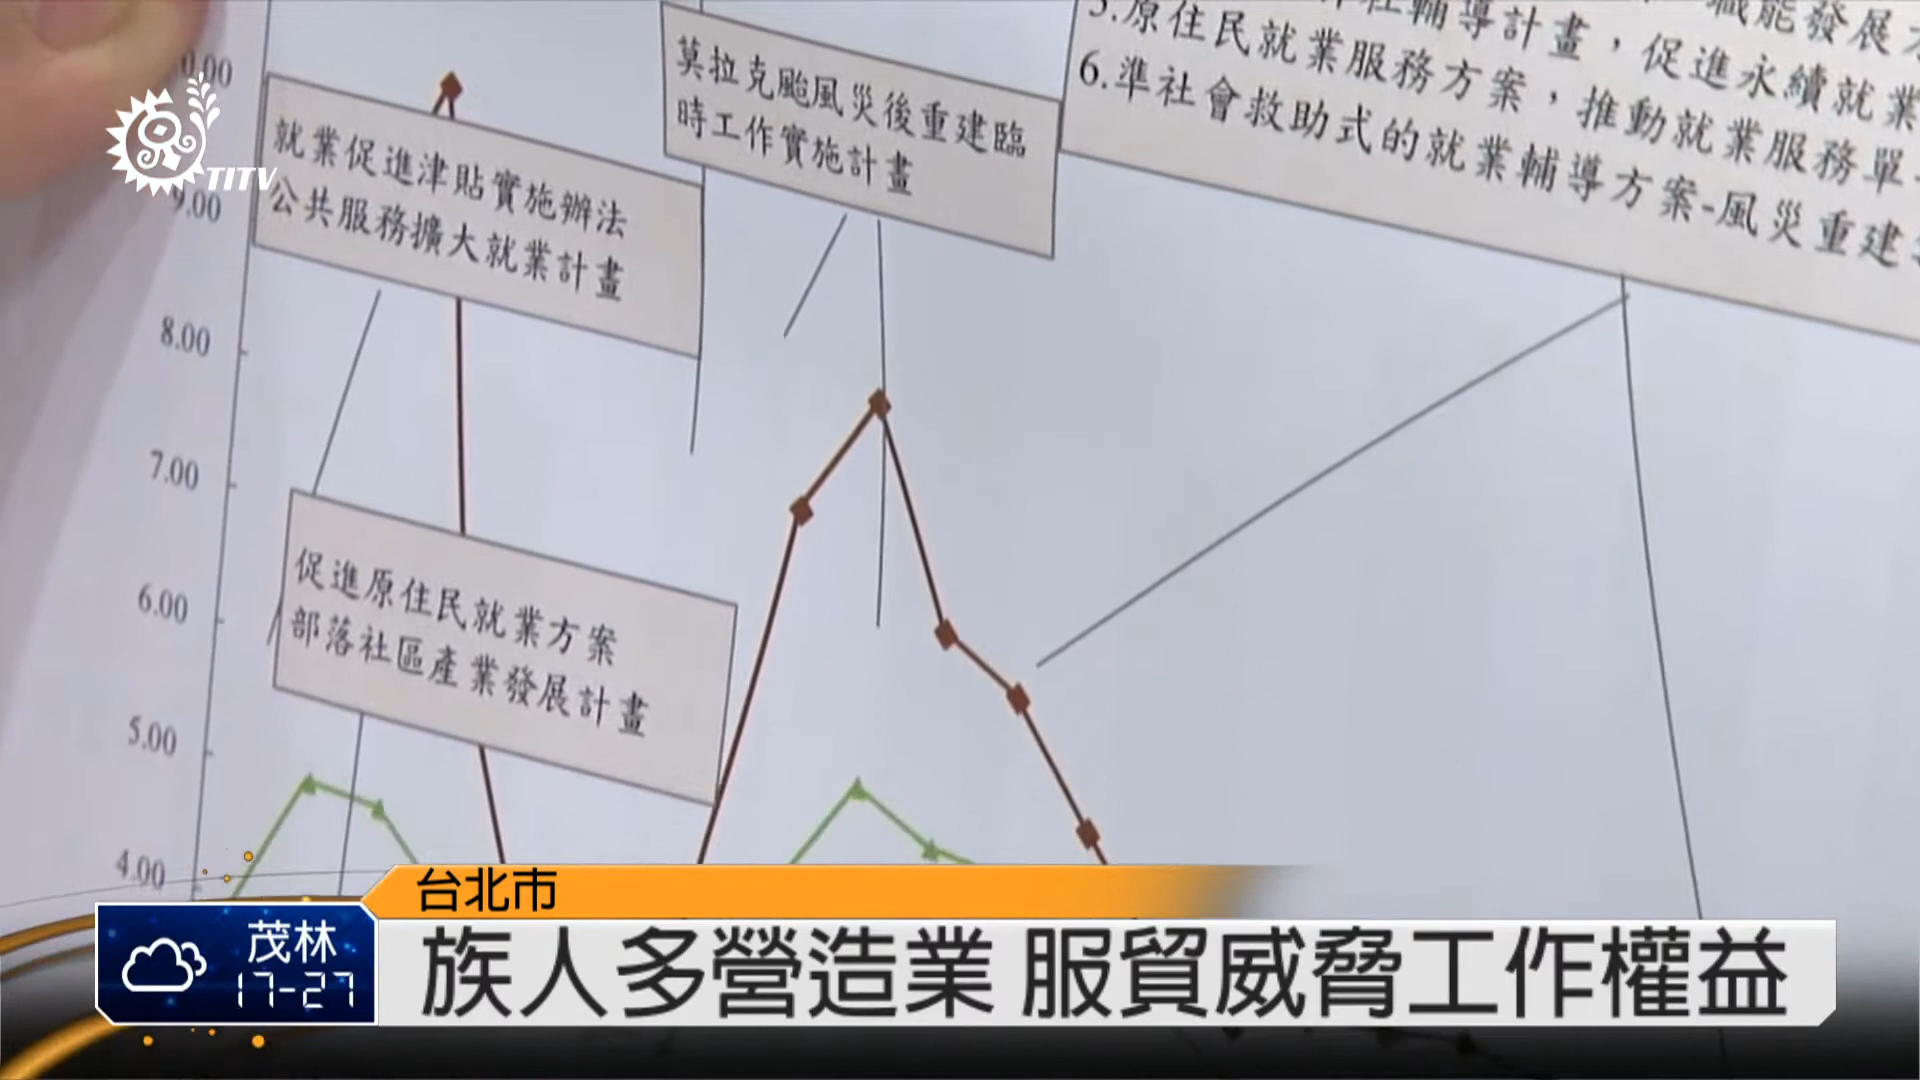 TITV
就業促進津貼實施辦法
公共服務擴大就業計畫
莫拉克颱風災後重建臨
時工作實施計畫
職能發展
輔導計畫,促進永續就業
5.原住民就業服務方案,推動就業服務單
6.準社會救助式的就業輔導方案-風災重建
9.00
8.00
7.00
6.00
5.00
4.00
促進原住民就業方案
部落社區產業發展計畫
台北市
茂林
17-27
族人多營造業 服貿威脅工作權益